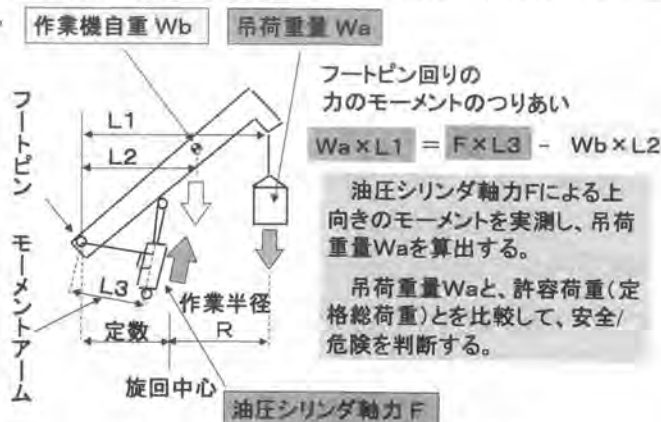 作業機自重 Wb
吊荷重量 Wa
フートピン回りの
力のモーメントのつりあい
Wa×L1 = F×L3 - Wb×L2
油圧シリンダ軸力Fによる上
向きのモーメントを実測し、吊荷
重量Waを算出する。
吊荷重量Waと、許容荷重(定
格総荷重)とを比較して、安全/
危険を判断する。
フートピン
モーメントアーム
L1
L2
L3
作業半径
定数
R
旋回中心
油圧シリンダ軸力 F